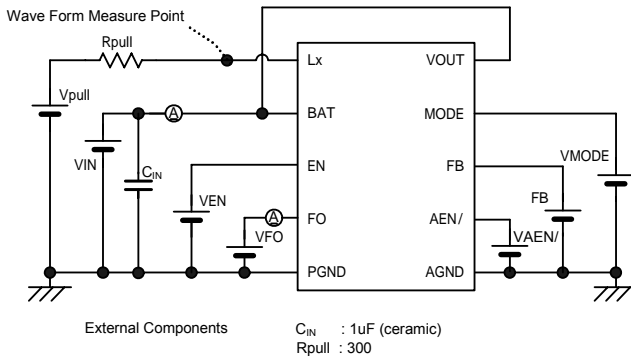 Wave Form Measure Point
Rpull
Lx
VOUT
Vpull
A
BAT
MODE
VIN
CIN
EN
FB
VMODE
VEN
FB
A
FO
AEN/
VFO
VAEN/
PGND
AGND
External Components
CIN : 1uF (ceramic)
Rpull : 300